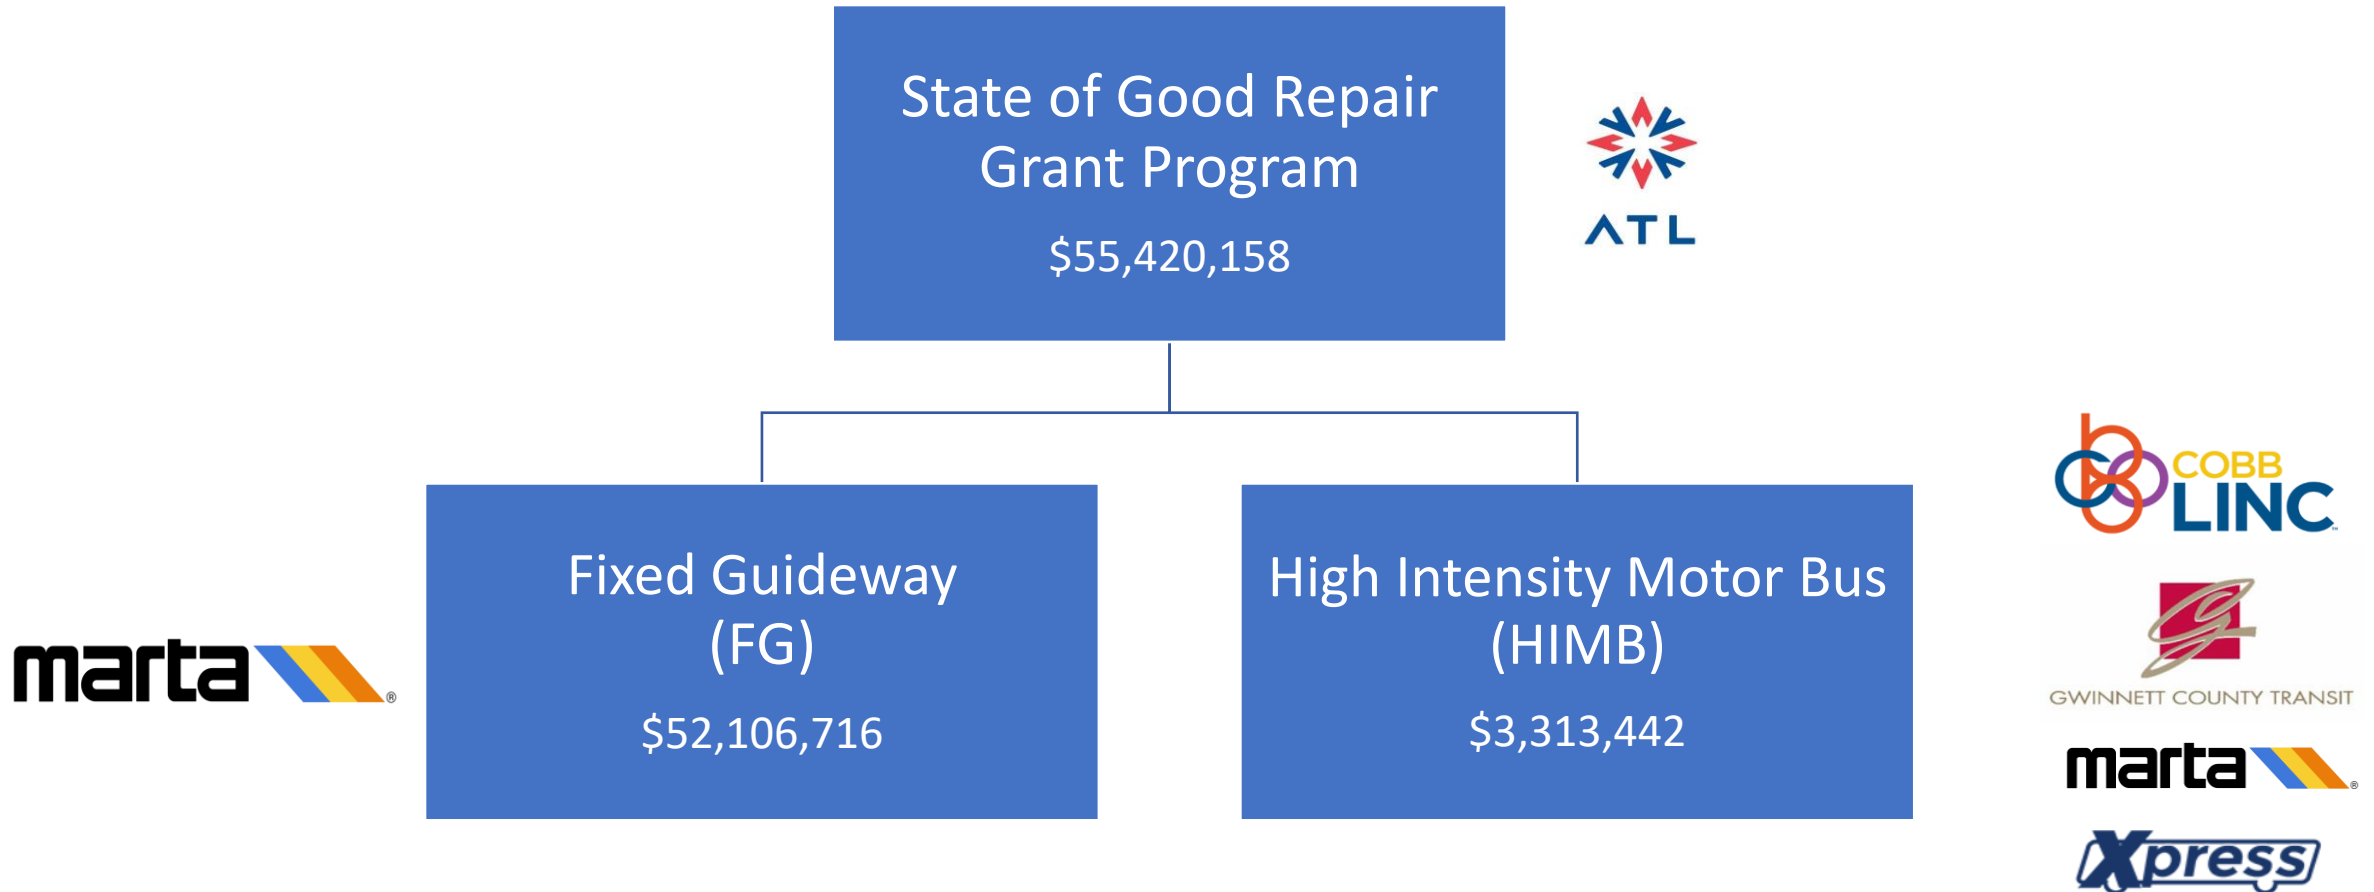 State of Good Repair
Grant Program
$55,420,158
ATL
Fixed Guideway
(FG)
$52,106,716
marta®
High Intensity Motor Bus
(HIMB)
$3,313,442
COBB
LINC™
GWINNETT COUNTY TRANSIT
marta®
Xpress